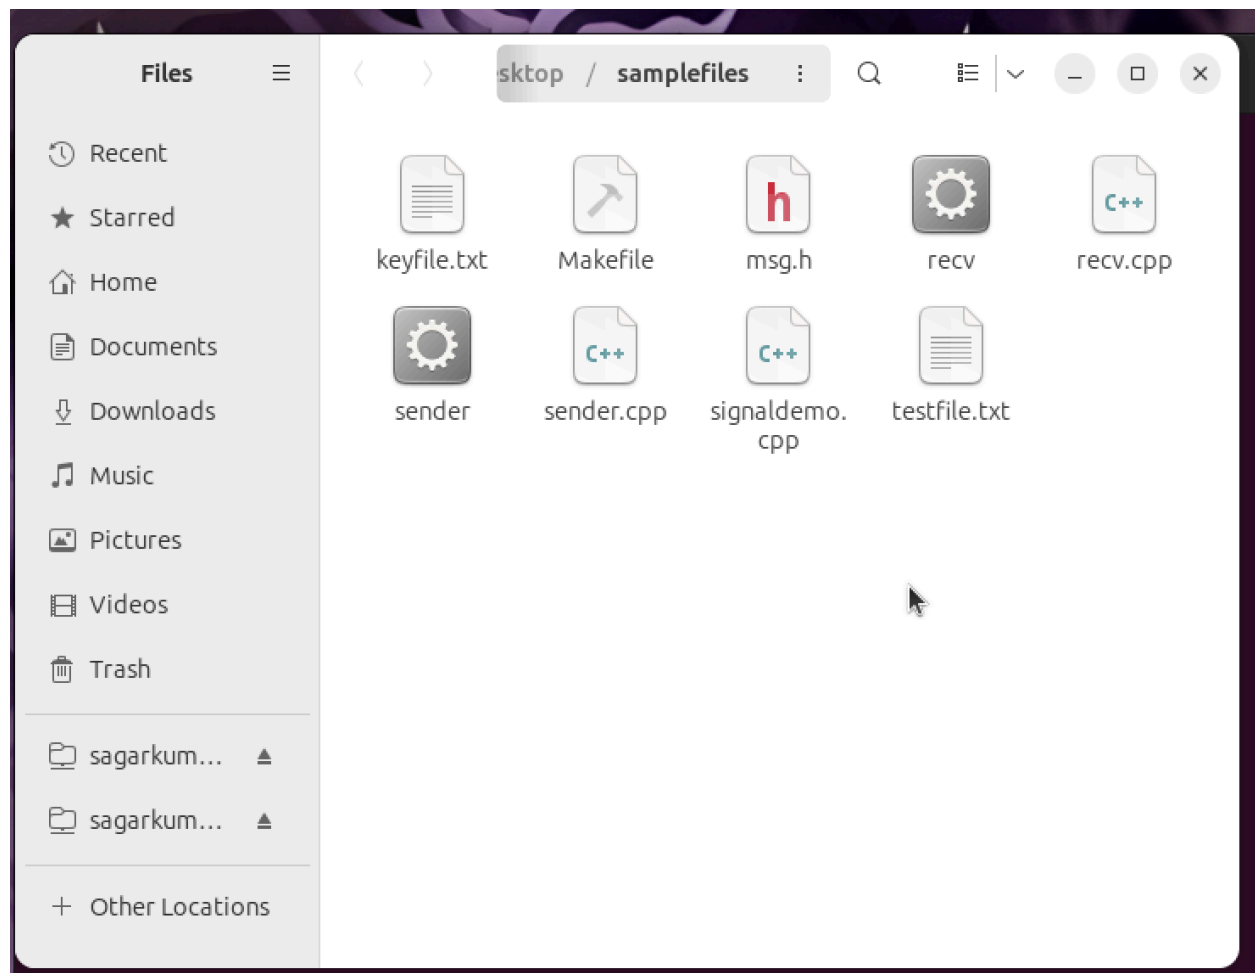 Files
sktop / samplefiles
Recent
Starred
Home
Documents
Downloads
Music
Pictures
Videos
Trash
sagarkum...
sagarkum...
Other Locations
keyfile.txt
Makefile
h
msg.h
recv
C++
recv.cpp
sender
C++
sender.cpp
C++
signaldemo.
cpp
testfile.txt